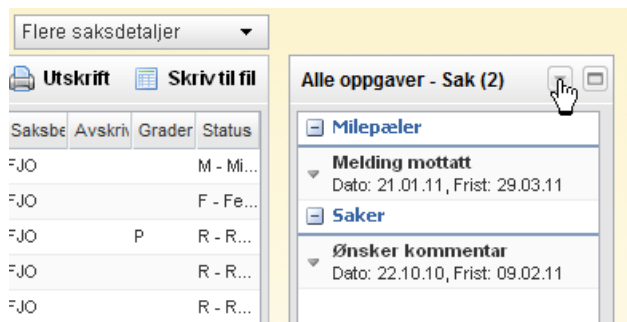 Flere saksdetaljer
Utskrift Skriv til fil
Saksbe Avskriv Grader Status
FJO M - Mi...
FJO F - Fe...
FJO P R - R...
FJO R - R...
FJO R - R...
Alle oppgaver - Sak (2)
Milepæler
Melding mottatt
Dato: 21.01.11, Frist: 29.03.11
Saker
Ønsker kommentar
Dato: 22.10.10, Frist: 09.02.11